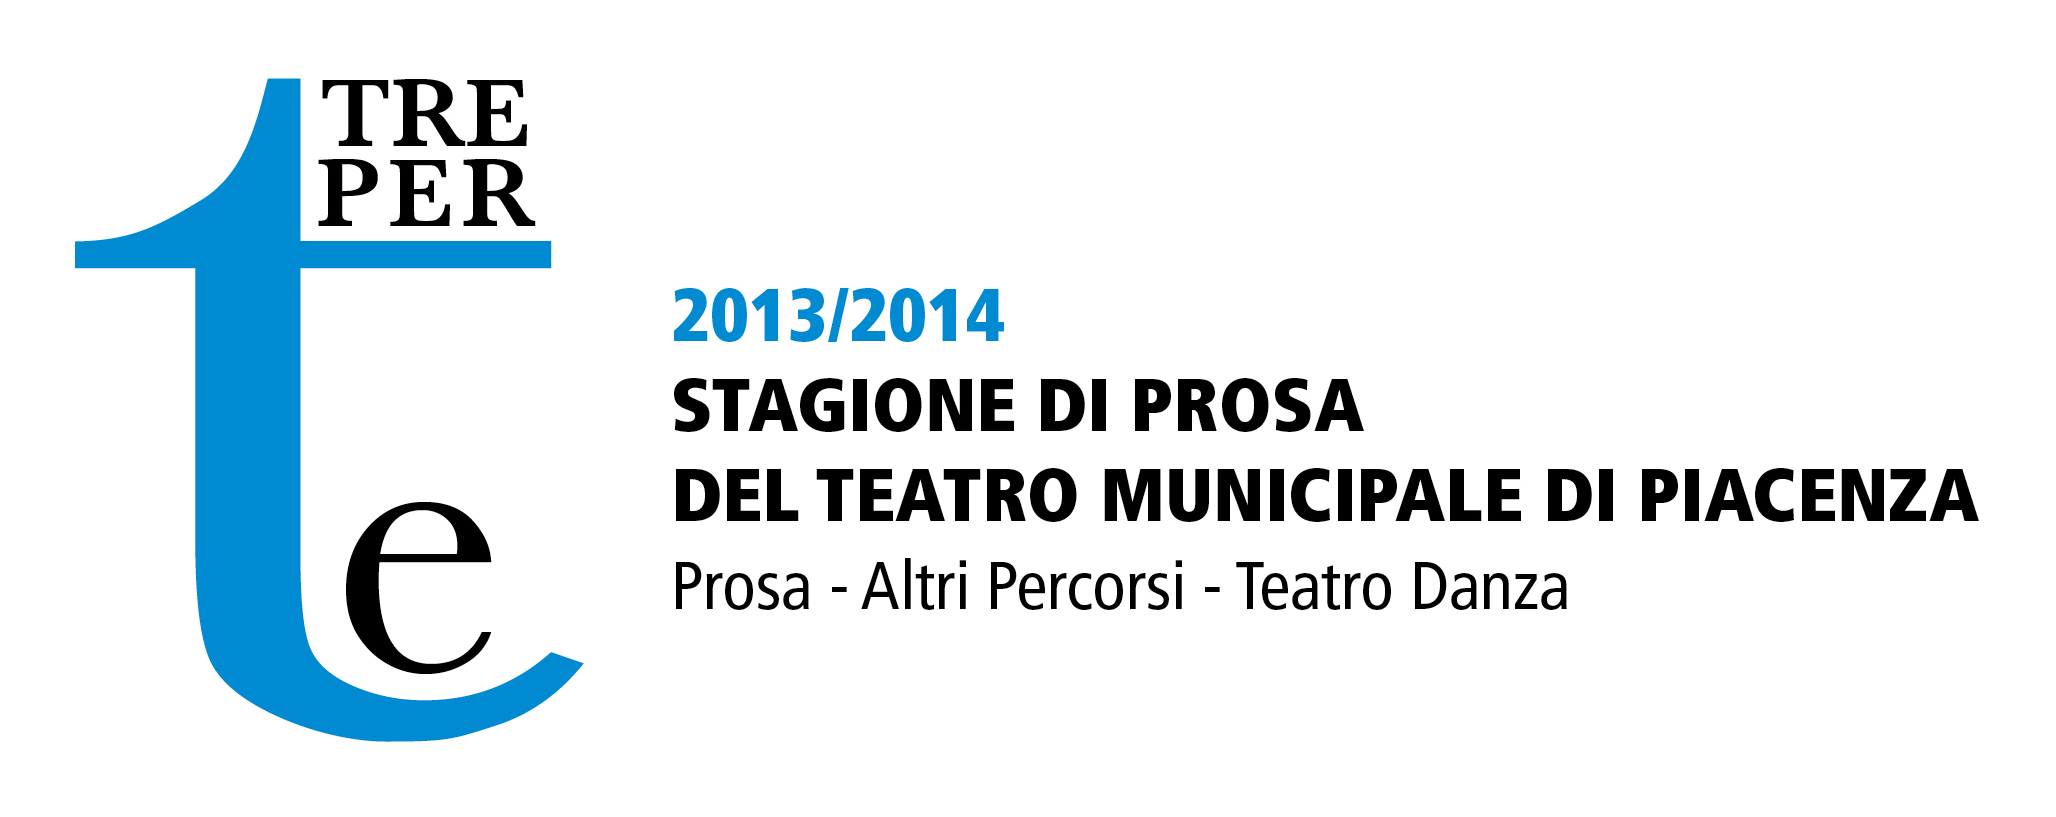 TRE
PER
te
2013/2014
STAGIONE DI PROSA
DEL TEATRO MUNICIPALE DI PIACENZA
Prosa - Altri Percorsi - Teatro Danza